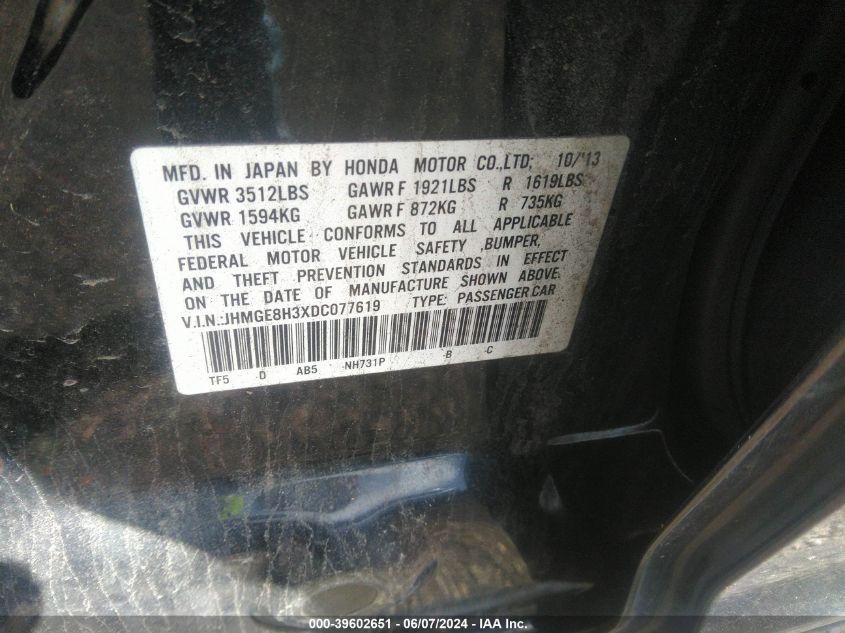 MFD. IN JAPAN BY HONDA MOTOR CO.,LTD; 10/'13
GVWR 3512LBS GAWR F 1921LBS R 1619LBS
GVWR 1594KG GAWR F 872KG R 735KG
THIS VEHICLE CONFORMS TO ALL APPLICABLE
FEDERAL MOTOR VEHICLE SAFETY ,BUMPER,
AND THEFT PREVENTION STANDARDS IN EFFECT
ON THE DATE OF MANUFACTURE SHOWN ABOVE.
V.I.N.:JHMGE8H3XDC077619 TYPE: PASSENGER CAR
TF5 -D AB5 -NH731P -B -C
000-39602651 - 06/07/2024 - IAA Inc.